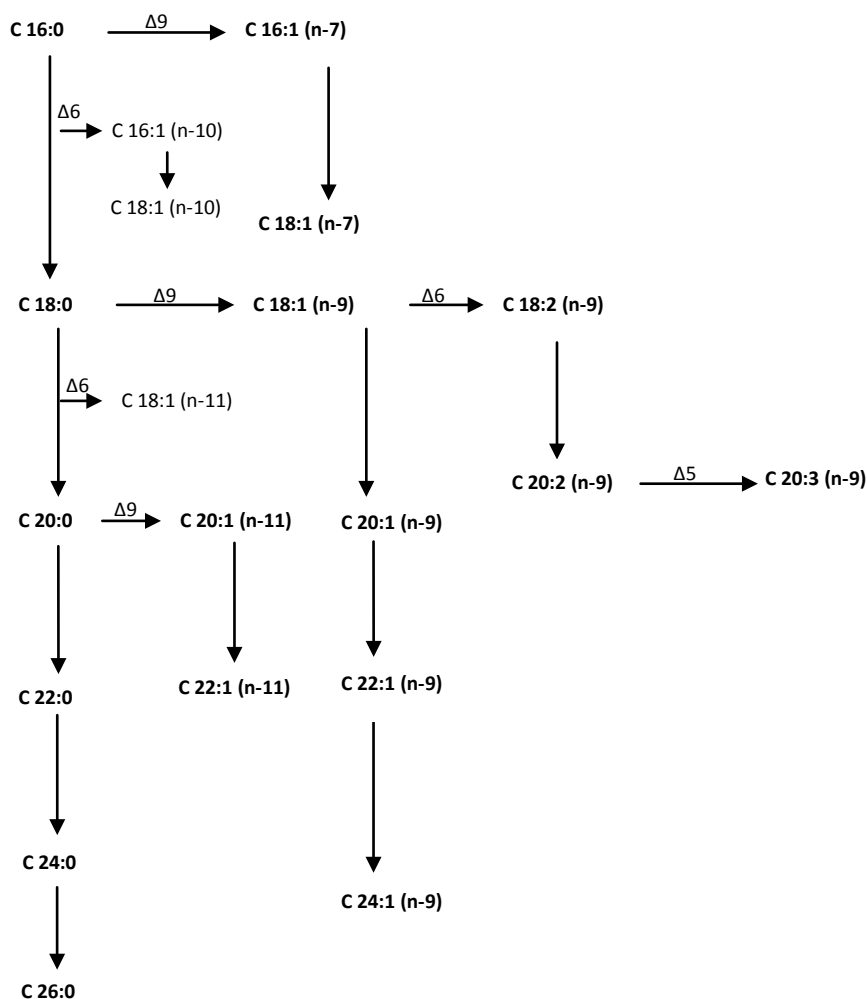 C 16:0 Δ9 C 16:1 (n-7)
Δ6 C 16:1 (n-10)
C 18:1 (n-10)
C 18:1 (n-7)
C 18:0 Δ9 C 18:1 (n-9) Δ6 C 18:2 (n-9)
Δ6 C 18:1 (n-11)
C 20:2 (n-9) Δ5 C 20:3 (n-9)
C 20:0 Δ9 C 20:1 (n-11) C 20:1 (n-9)
C 22:0 C 22:1 (n-11) C 22:1 (n-9)
C 24:0
C 24:1 (n-9)
C 26:0